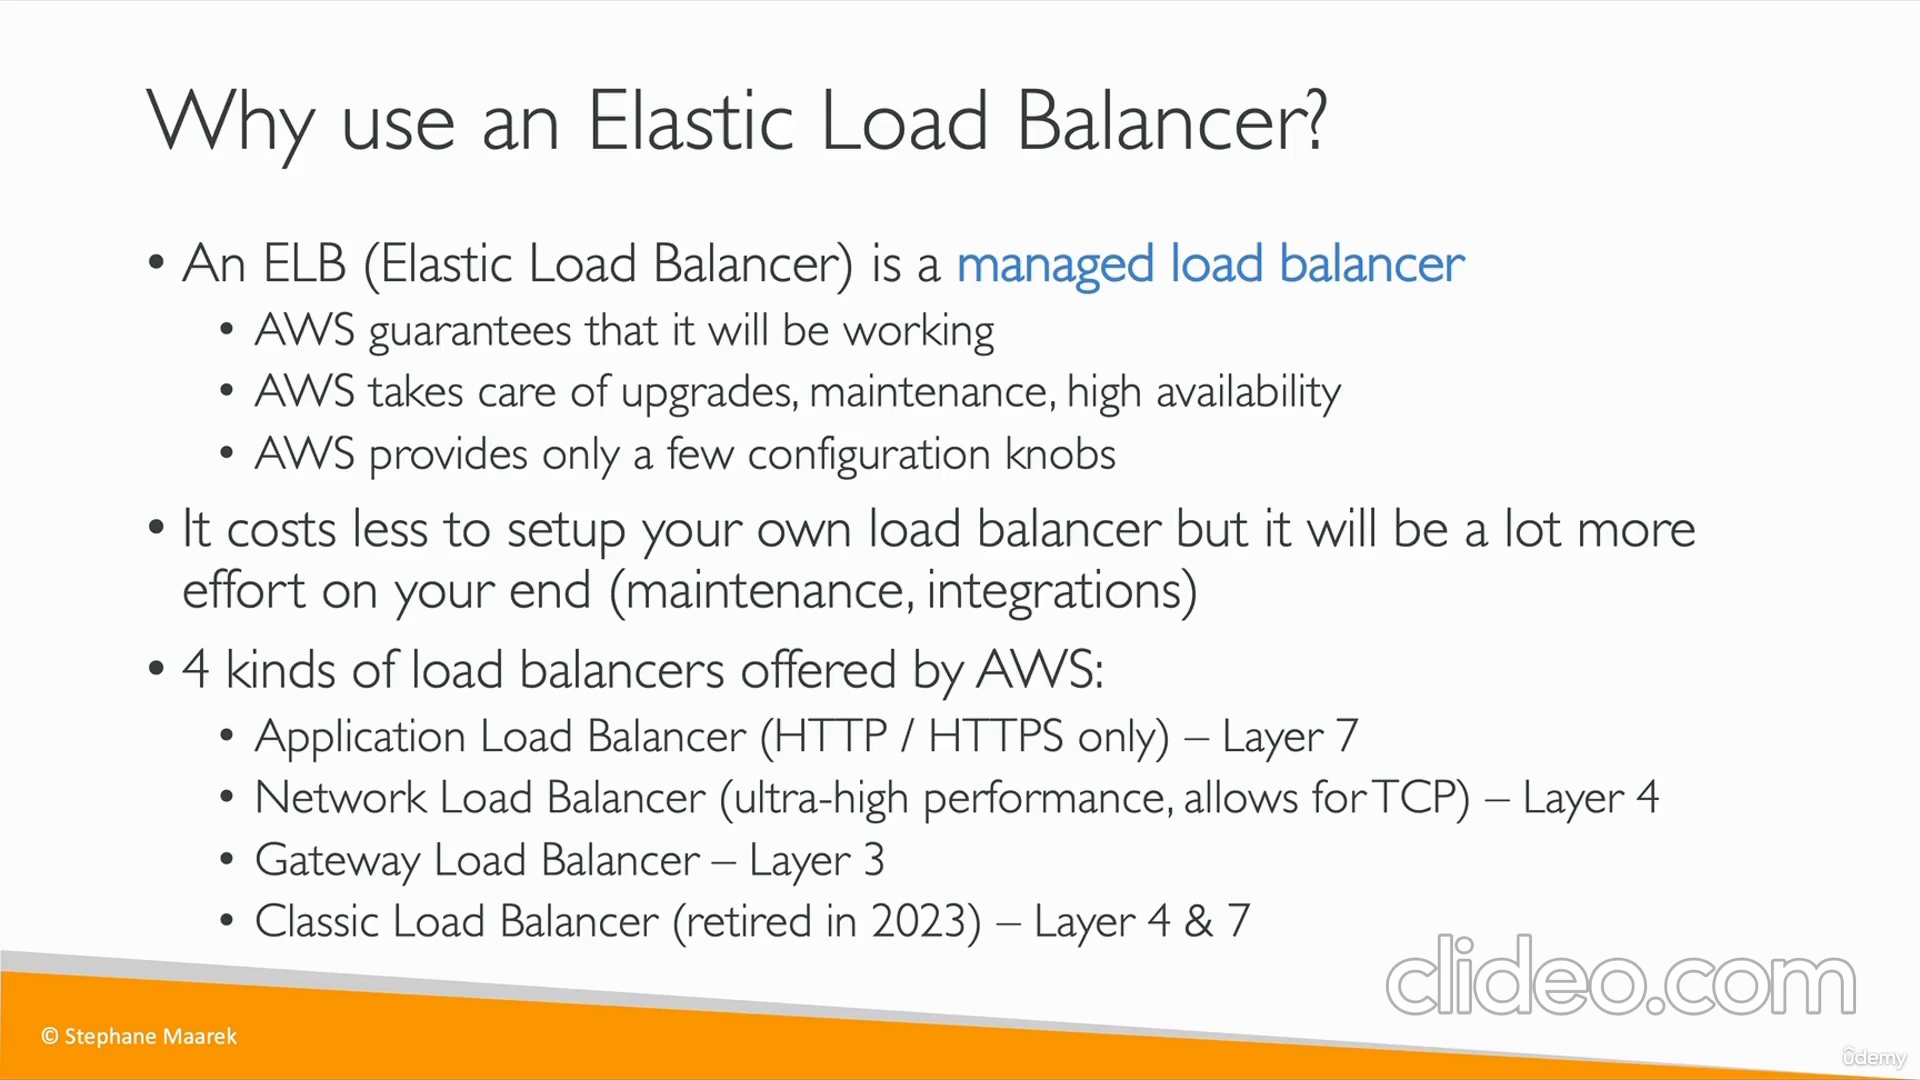 Why use an Elastic Load Balancer?
• An ELB (Elastic Load Balancer) is a managed load balancer
• AWS guarantees that it will be working
• AWS takes care of upgrades, maintenance, high availability
• AWS provides only a few configuration knobs
• It costs less to setup your own load balancer but it will be a lot more
effort on your end (maintenance, integrations)
• 4 kinds of load balancers offered by AWS:
• Application Load Balancer (HTTP / HTTPS only) – Layer 7
• Network Load Balancer (ultra-high performance, allows for TCP) – Layer 4
• Gateway Load Balancer – Layer 3
• Classic Load Balancer (retired in 2023) – Layer 4 & 7
clideo.com
© Stephane Maarek
ûdemy